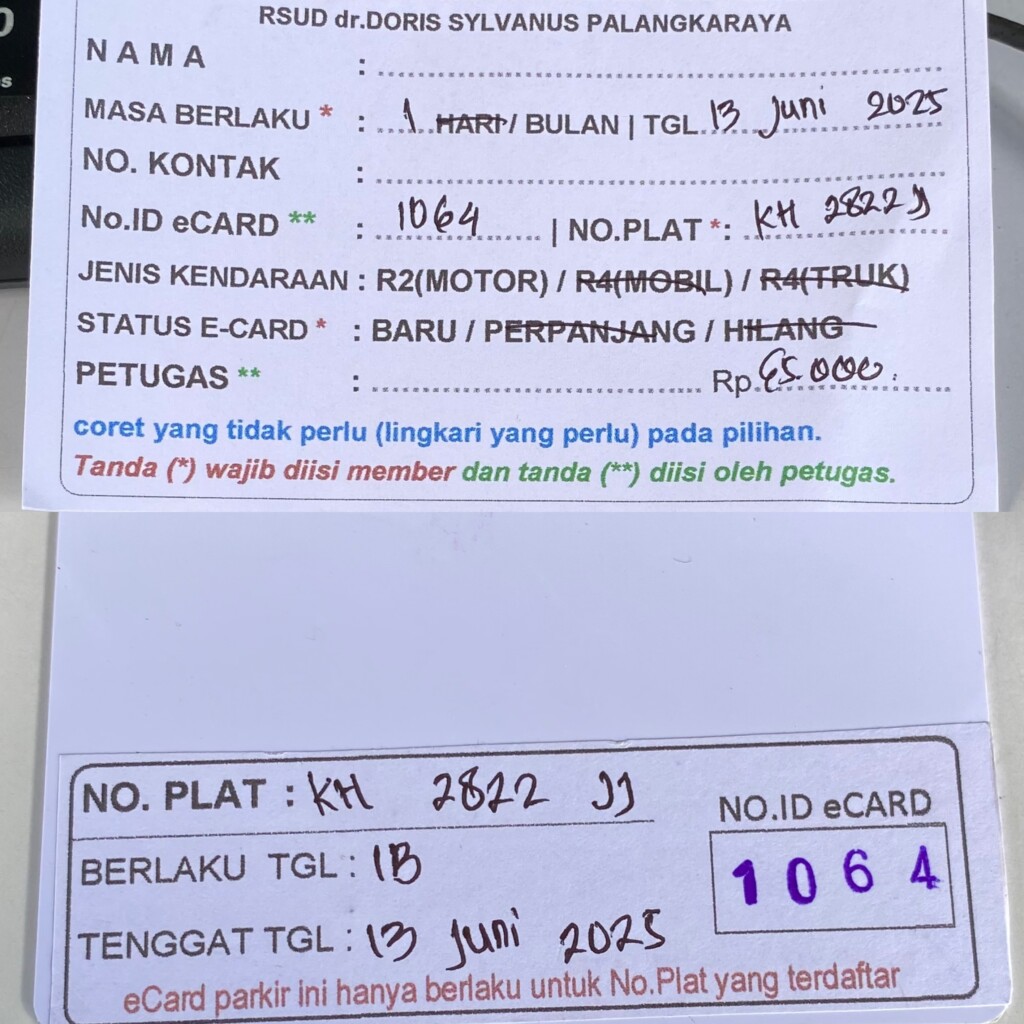 RSUD dr.DORIS SYLVANUS PALANGKARAYA
NAMA :
MASA BERLAKU * : 1 HARI / BULAN | TGL 13 Juni 2025
NO. KONTAK :
No.ID eCARD ** : 1064 | NO.PLAT *: KH 2822 JJ
JENIS KENDARAAN : R2(MOTOR) / R4(MOBIL) / R4(TRUK)
STATUS E-CARD * : BARU / PERPANJANG / HILANG
PETUGAS ** : Rp. 65.000
coret yang tidak perlu (lingkari yang perlu) pada pilihan.
Tanda (*) wajib diisi member dan tanda (**) diisi oleh petugas.
NO. PLAT : KH 2822 JJ
NO.ID eCARD
1064
BERLAKU TGL : 1B
TENGGAT TGL : 13 Juni 2025
eCard parkir ini hanya berlaku untuk No.Plat yang terdaftar